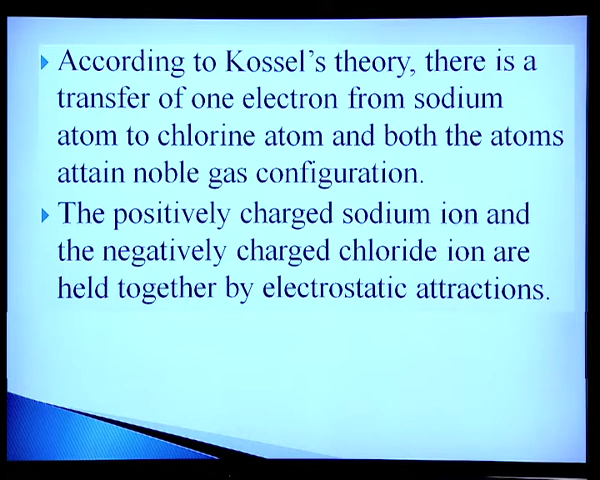 According to Kossel's theory, there is a
transfer of one electron from sodium
atom to chlorine atom and both the atoms
attain noble gas configuration.
The positively charged sodium ion and
the negatively charged chloride ion are
held together by electrostatic attractions.